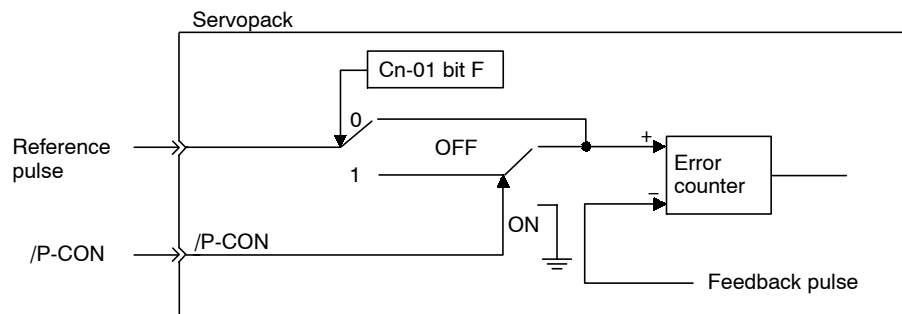 Servopack
Cn-01 bit F
0
Reference
pulse
OFF
+
Error
counter
1
−
/P-CON
/P-CON
ON
Feedback pulse